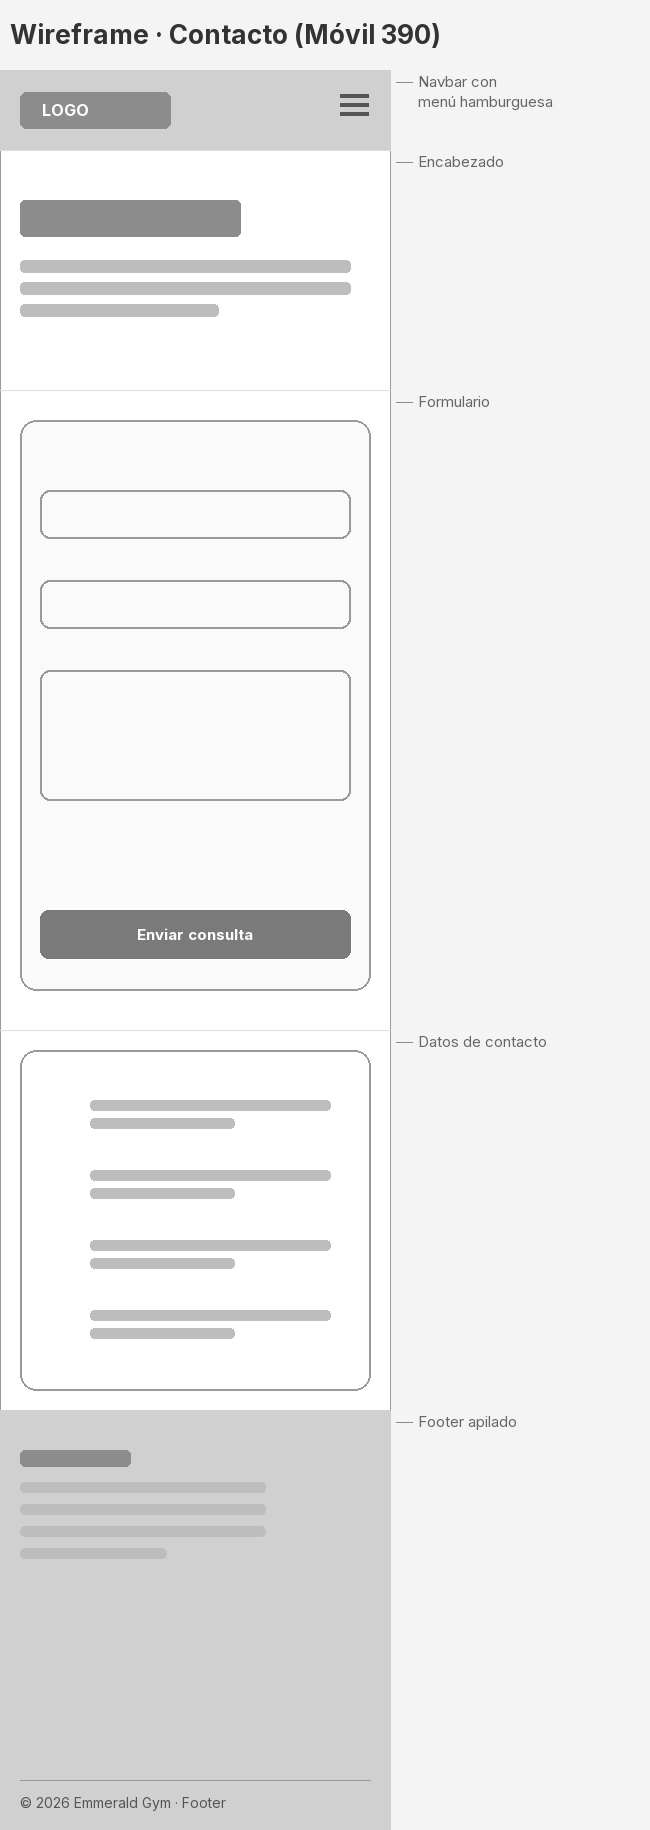 Wireframe · Contacto (Móvil 390)
LOGO
— Navbar con
menú hamburguesa
— Encabezado
— Formulario
Enviar consulta
— Datos de contacto
— Footer apilado
© 2026 Emmerald Gym · Footer